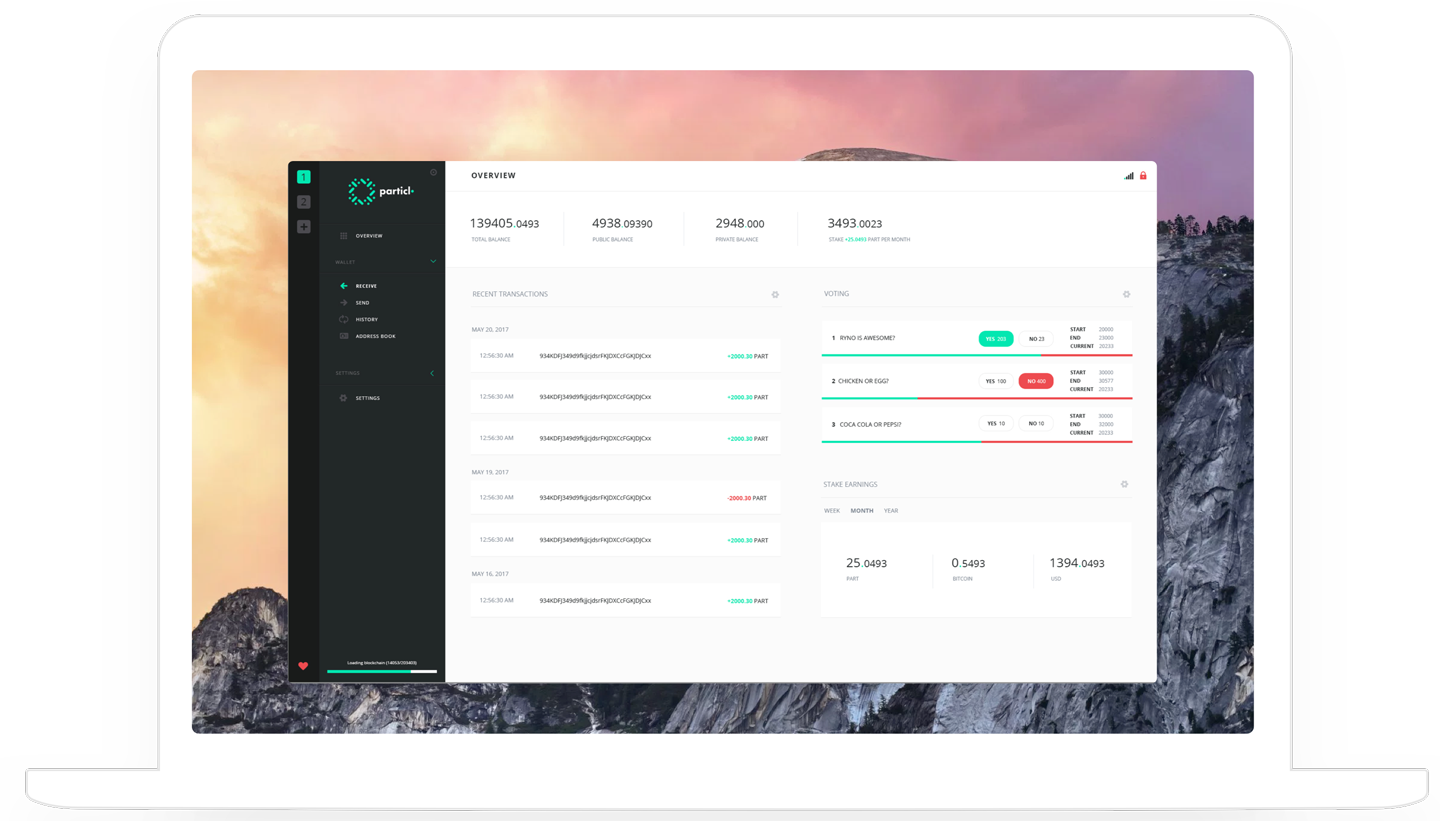 1
2
+
particl
OVERVIEW
WALLET
RECEIVE
SEND
HISTORY
ADDRESS BOOK
SETTINGS
SETTINGS
Loading blockchain (14053/203403)
OVERVIEW
139405.0493
TOTAL BALANCE
4938.09390
PUBLIC BALANCE
2948.000
PRIVATE BALANCE
3493.0023
STAKE +25.0493 PART PER MONTH
RECENT TRANSACTIONS
MAY 20, 2017
12:56:30 AM 934KDFJ349d9fkjjcjdsrFKJDXCcFGKJDJCxx +2000.30 PART
12:56:30 AM 934KDFJ349d9fkjjcjdsrFKJDXCcFGKJDJCxx +2000.30 PART
12:56:30 AM 934KDFJ349d9fkjjcjdsrFKJDXCcFGKJDJCxx +2000.30 PART
MAY 19, 2017
12:56:30 AM 934KDFJ349d9fkjjcjdsrFKJDXCcFGKJDJCxx -2000.30 PART
12:56:30 AM 934KDFJ349d9fkjjcjdsrFKJDXCcFGKJDJCxx +2000.30 PART
MAY 16, 2017
12:56:30 AM 934KDFJ349d9fkjjcjdsrFKJDXCcFGKJDJCxx +2000.30 PART
VOTING
1 RYNO IS AWESOME? YES 203 NO 23
START 20000
END 23000
CURRENT 20233
2 CHICKEN OR EGG? YES 100 NO 400
START 30000
END 30577
CURRENT 20233
3 COCA COLA OR PEPSI? YES 10 NO 10
START 30000
END 32000
CURRENT 20233
STAKE EARNINGS
WEEK MONTH YEAR
25.0493
PART
0.5493
BITCOIN
1394.0493
USD